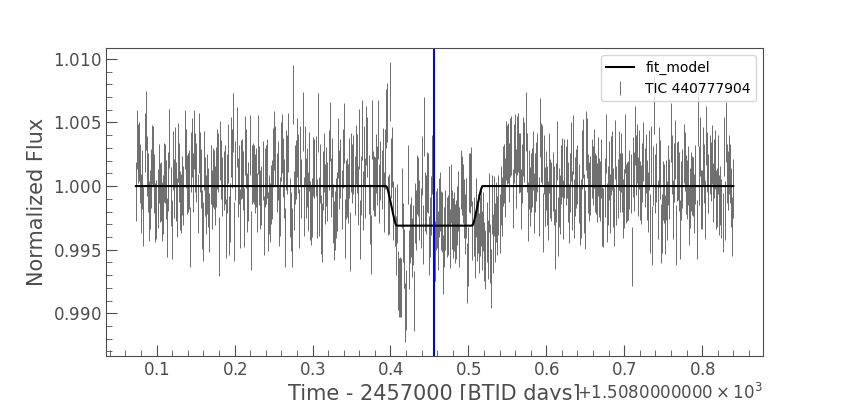 1.010
1.005
1.000
0.995
0.990
Normalized Flux
fit_model
TIC 440777904
0.1 0.2 0.3 0.4 0.5 0.6 0.7 0.8
Time - 2457000 [BTJD days]
+1.5080000000 × 10³